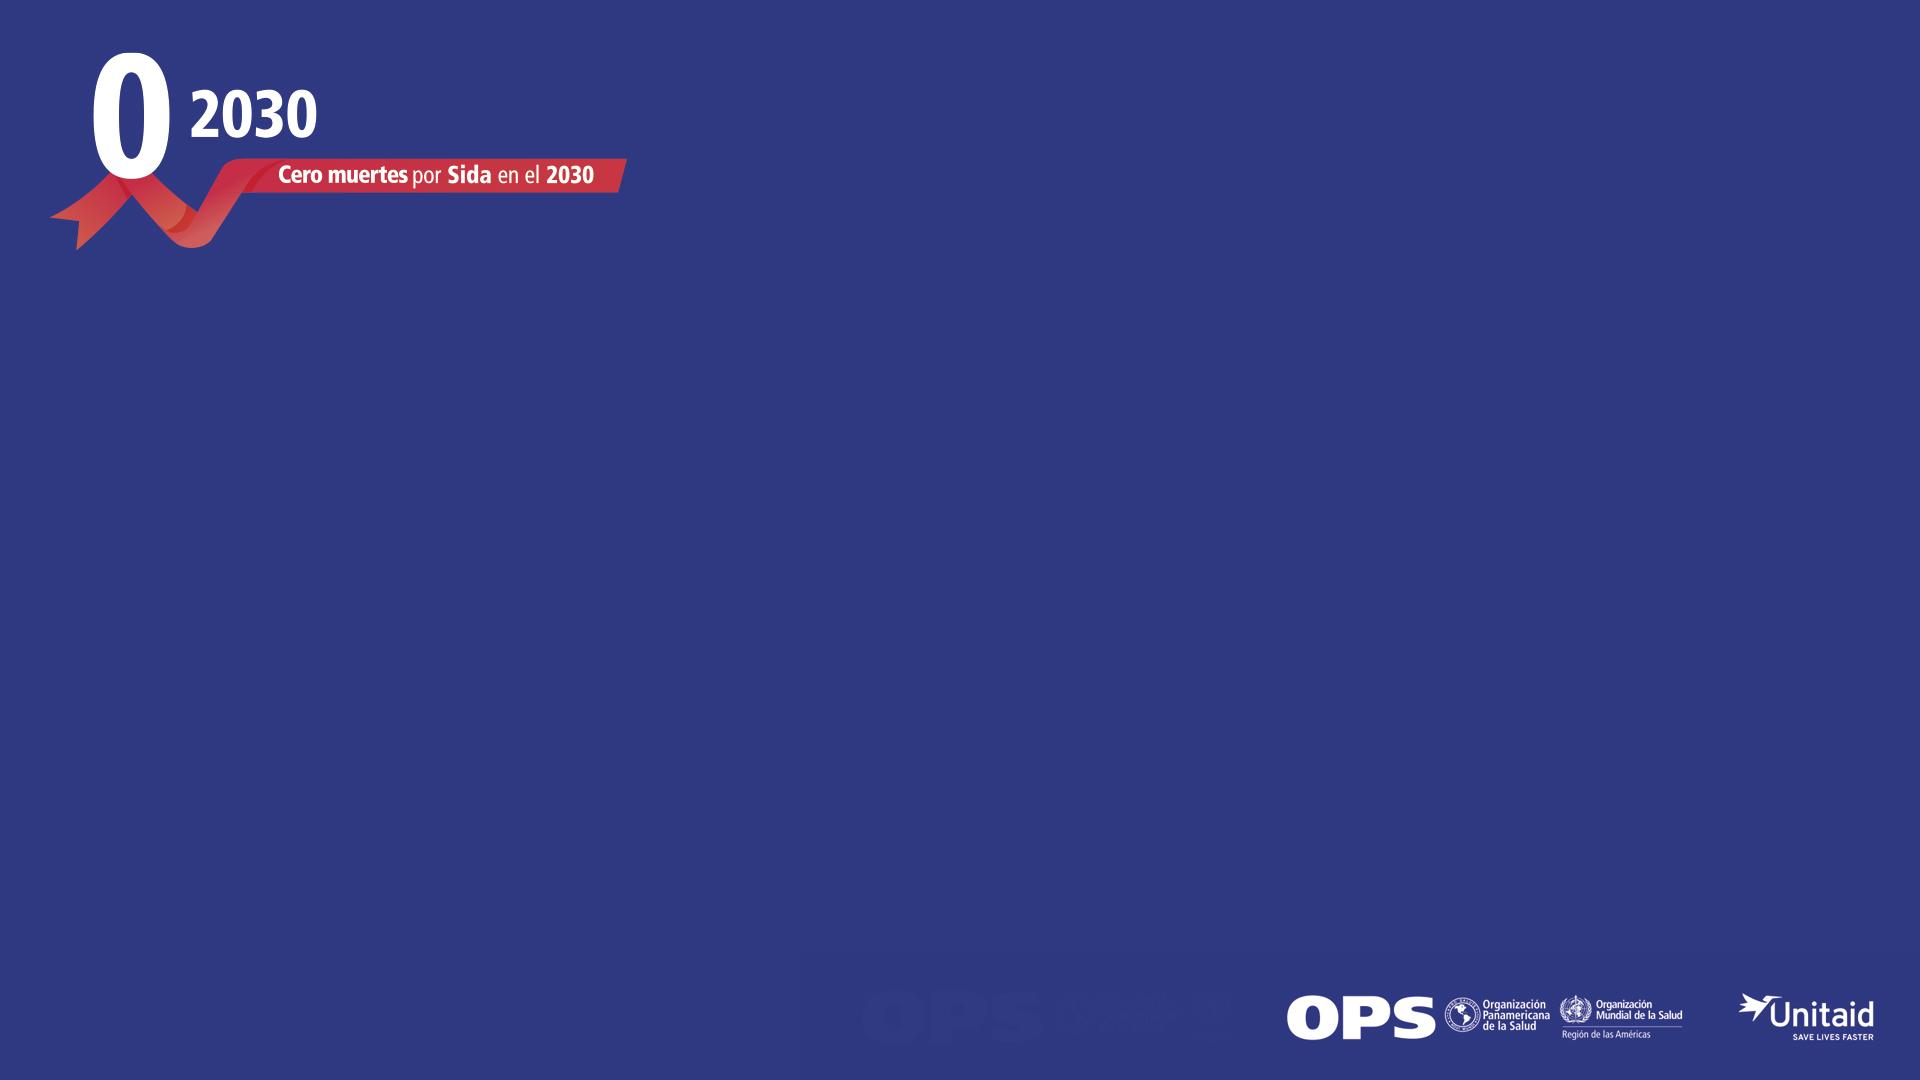 0 2030
Cero muertes por Sida en el 2030
OPS
Organización
Panamericana
de la Salud
Organización
Mundial de la Salud
Región de las Américas
Unitaid
SAVE LIVES FASTER